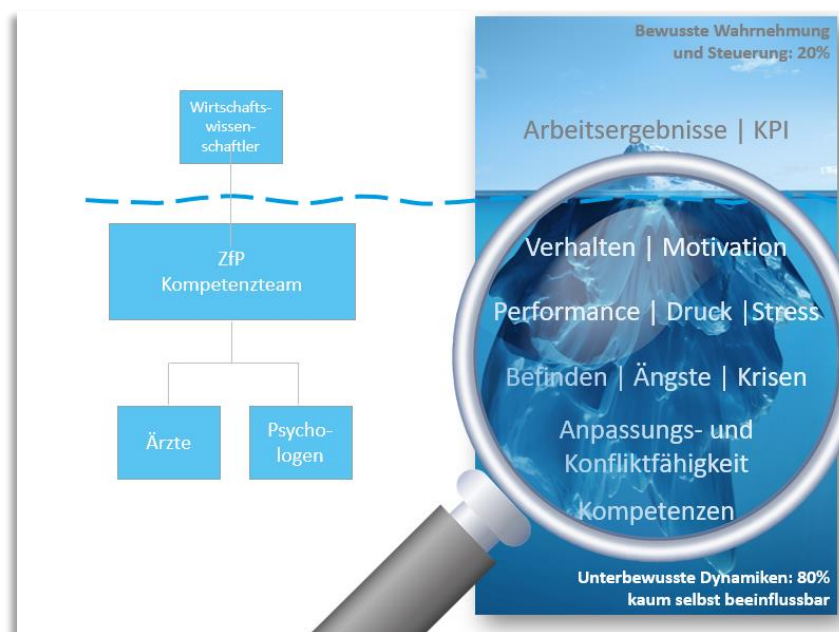 Bewusste Wahrnehmung
und Steuerung: 20%
Wirtschafts-
wissen-
schaftler
Arbeitsergebnisse | KPI
ZfP
Kompetenzteam
Verhalten | Motivation
Performance | Druck |Stress
Befinden | Ängste | Krisen
Ärzte
Psycho-
logen
Anpassungs- und
Konfliktfähigkeit
Kompetenzen
Unterbewusste Dynamiken: 80%
kaum selbst beeinflussbar